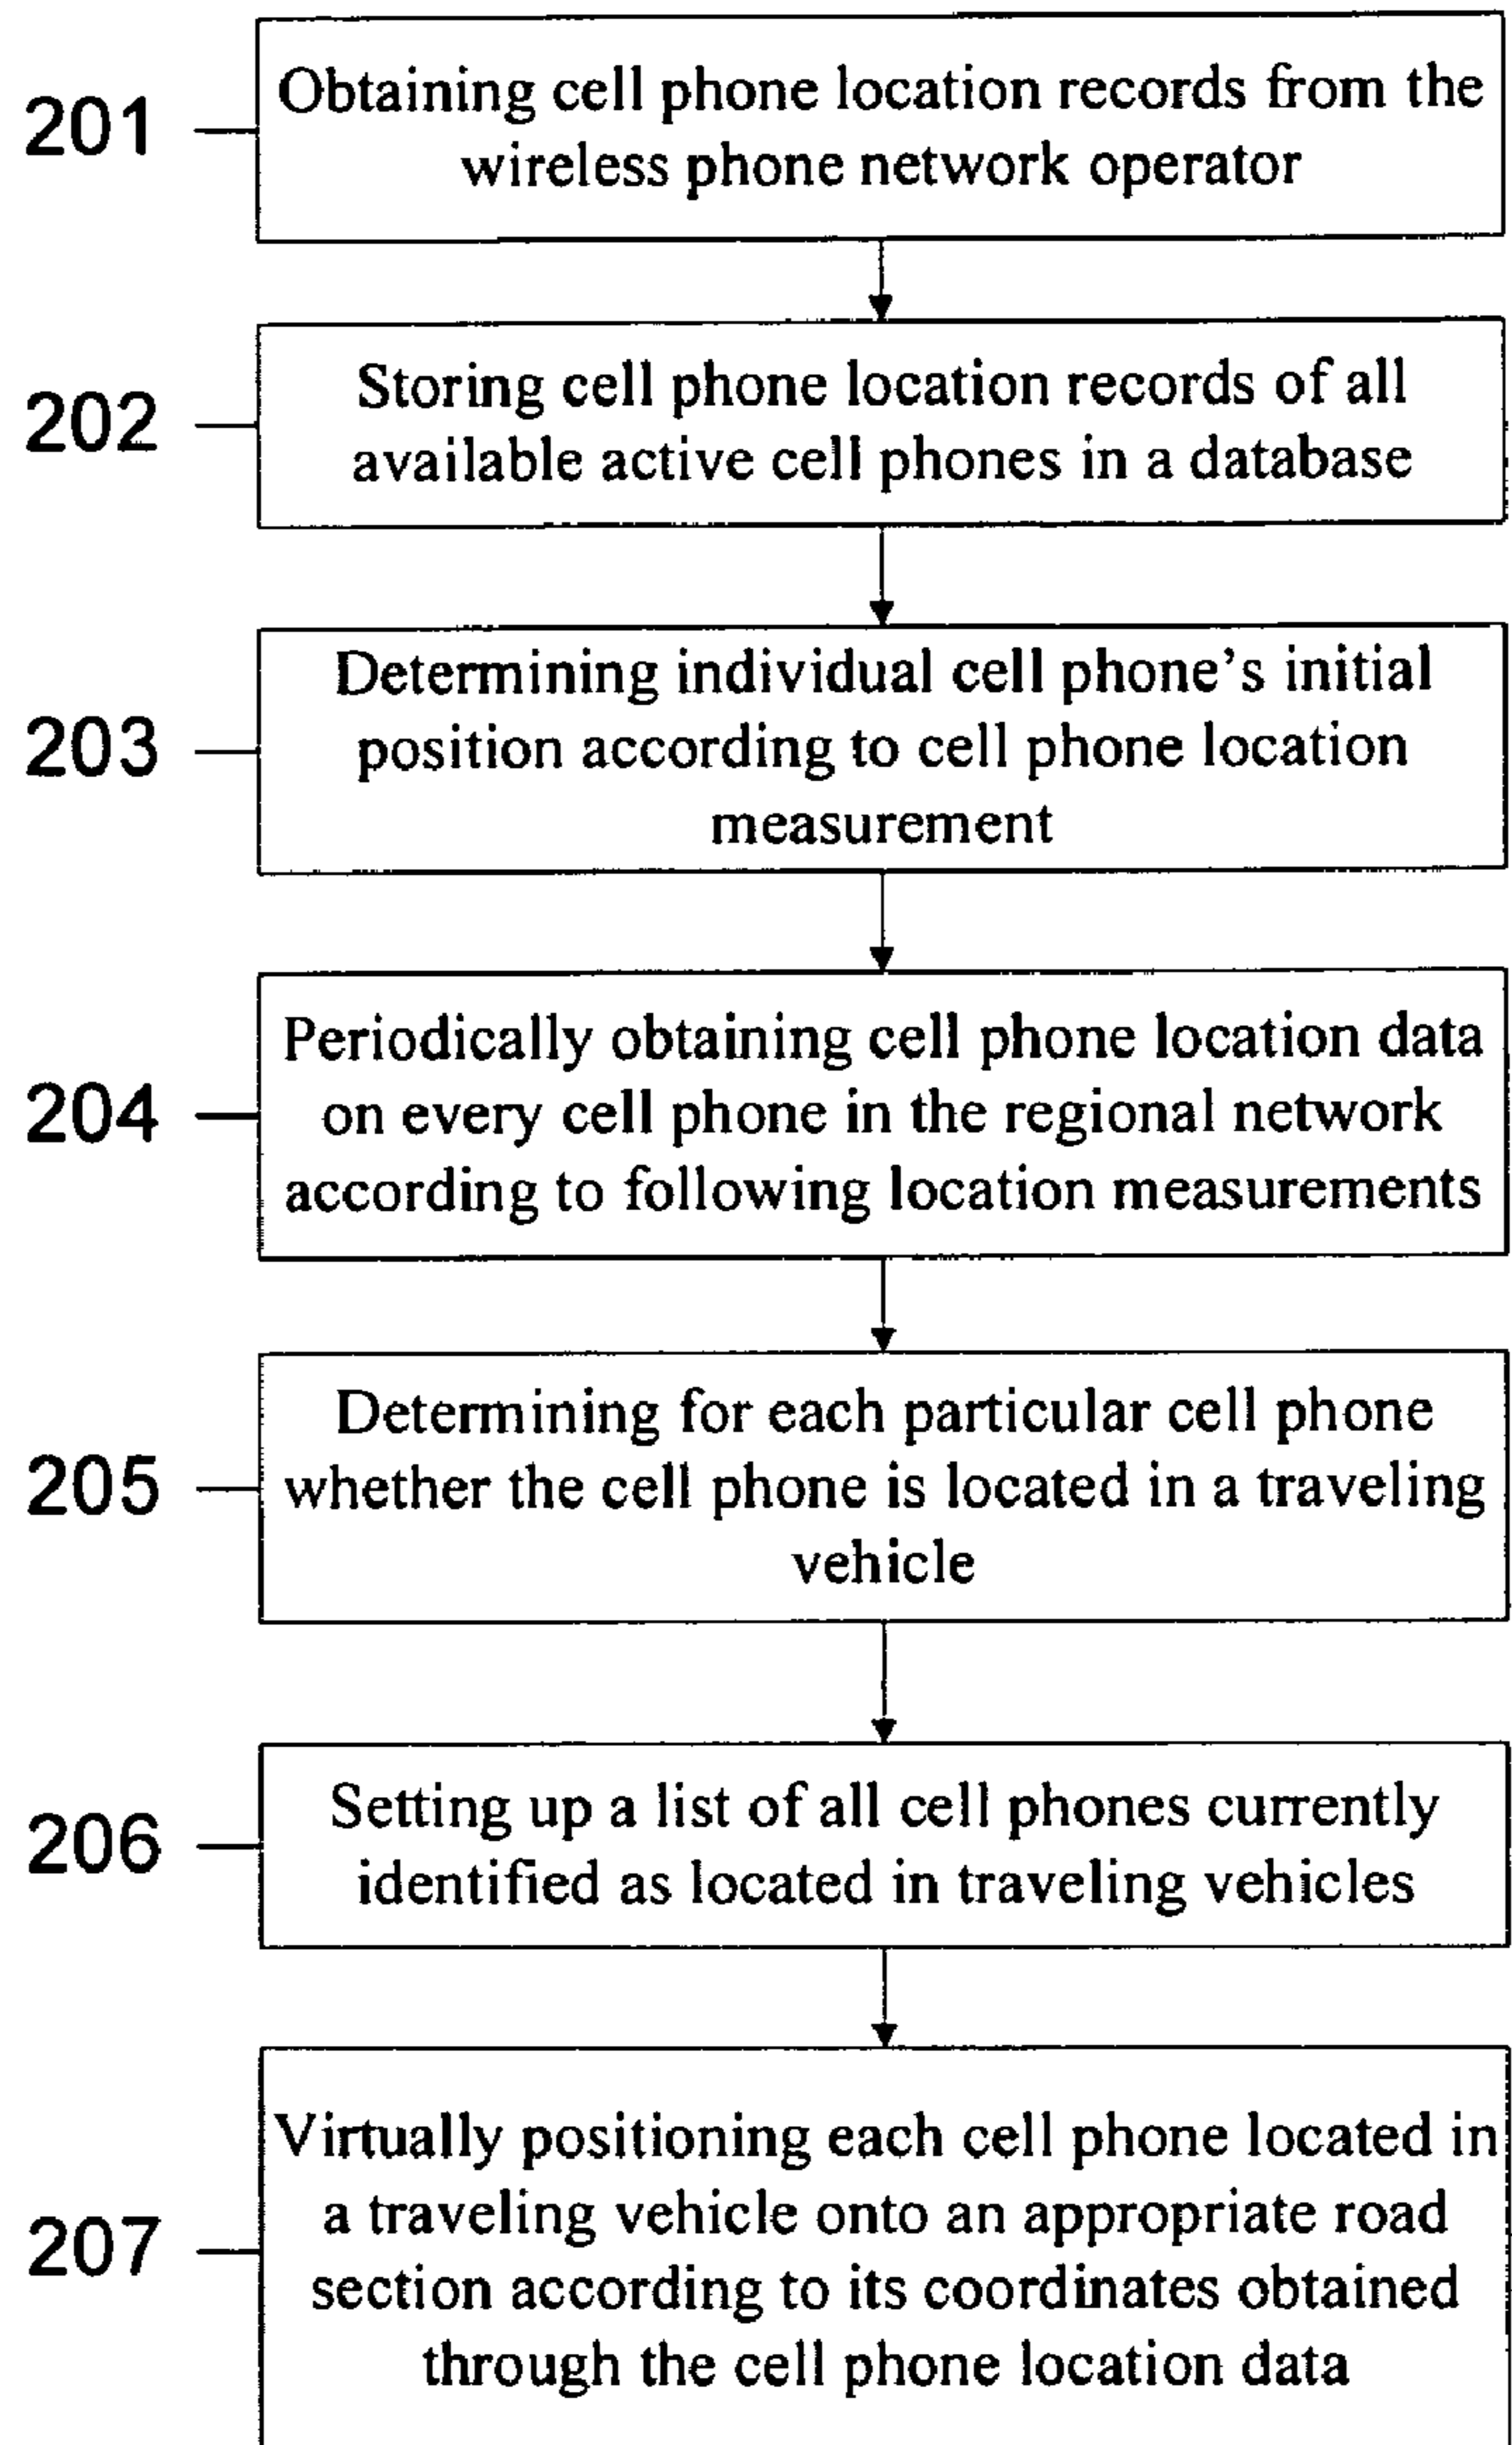 201
Obtaining cell phone location records from the
wireless phone network operator
202
Storing cell phone location records of all
available active cell phones in a database
203
Determining individual cell phone's initial
position according to cell phone location
measurement
204
Periodically obtaining cell phone location data
on every cell phone in the regional network
according to following location measurements
205
Determining for each particular cell phone
whether the cell phone is located in a traveling
vehicle
206
Setting up a list of all cell phones currently
identified as located in traveling vehicles
207
Virtually positioning each cell phone located in
a traveling vehicle onto an appropriate road
section according to its coordinates obtained
through the cell phone location data